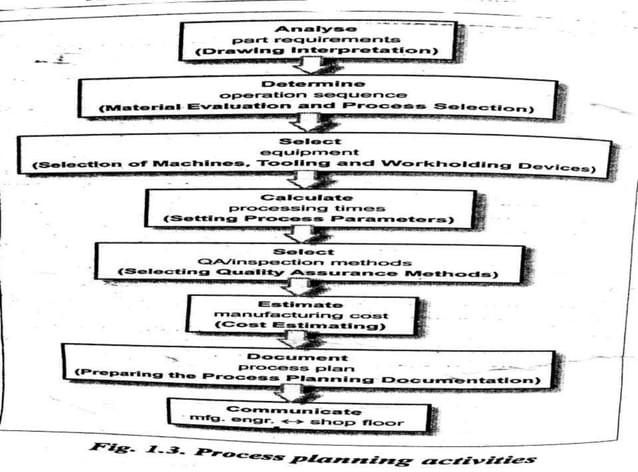 Analyse
part requirements
(Drawing Interpretation)
Determine
operation sequence
(Material Evaluation and Process Selection)
Select
equipment
(Selection of Machines, Tooling and Workholding Devices)
Calculate
processing times
(Setting Process Parameters)
Select
QA/inspection methods
(Selecting Quality Assurance Methods)
Estimate
manufacturing cost
(Cost Estimating)
Document
process plan
(Preparing the Process Planning Documentation)
Communicate
mfg. engr. ↔ shop floor
Fig. 1.3. Process planning activities